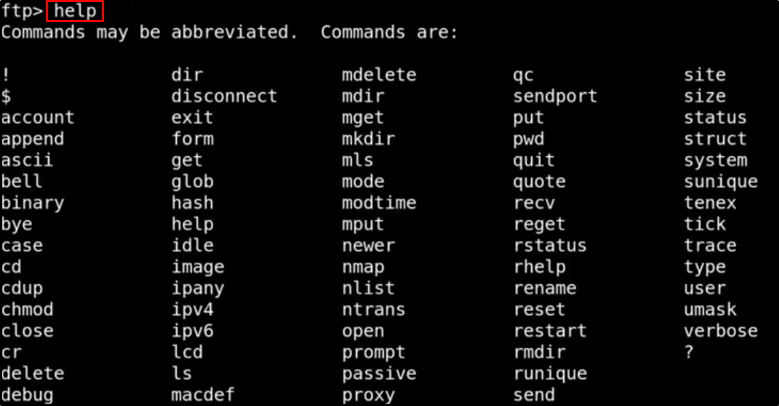 ftp> help
Commands may be abbreviated.  Commands are:
! dir mdelete qc site
$ disconnect mdir sendport size
account exit mget put status
append form mkdir pwd struct
ascii get mls quit system
bell glob mode quote sunique
binary hash modtime recv tenex
bye help mput reget tick
case idle newer rstatus trace
cd image nmap rhelp type
cdup ipany nlist rename user
chmod ipv4 ntrans reset umask
close ipv6 open restart verbose
cr lcd prompt rmdir ?
delete ls passive runique
debug macdef proxy send